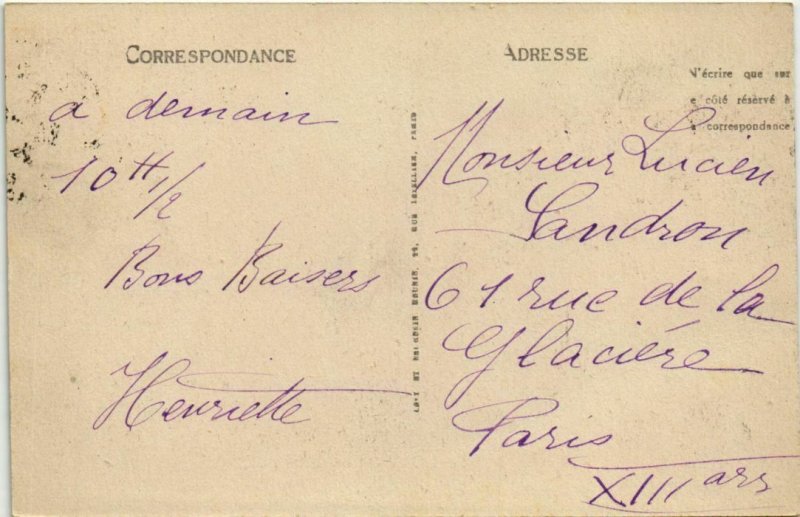 CORRESPONDANCE
a demain
10 H 1/2
Bons Baisers
Henriette
ADRESSE
N'écrire que sur
e côté réservé à
a correspondance
Monsieur Lucien
Landron
61 rue de la
Glacière
Paris
XIII arr